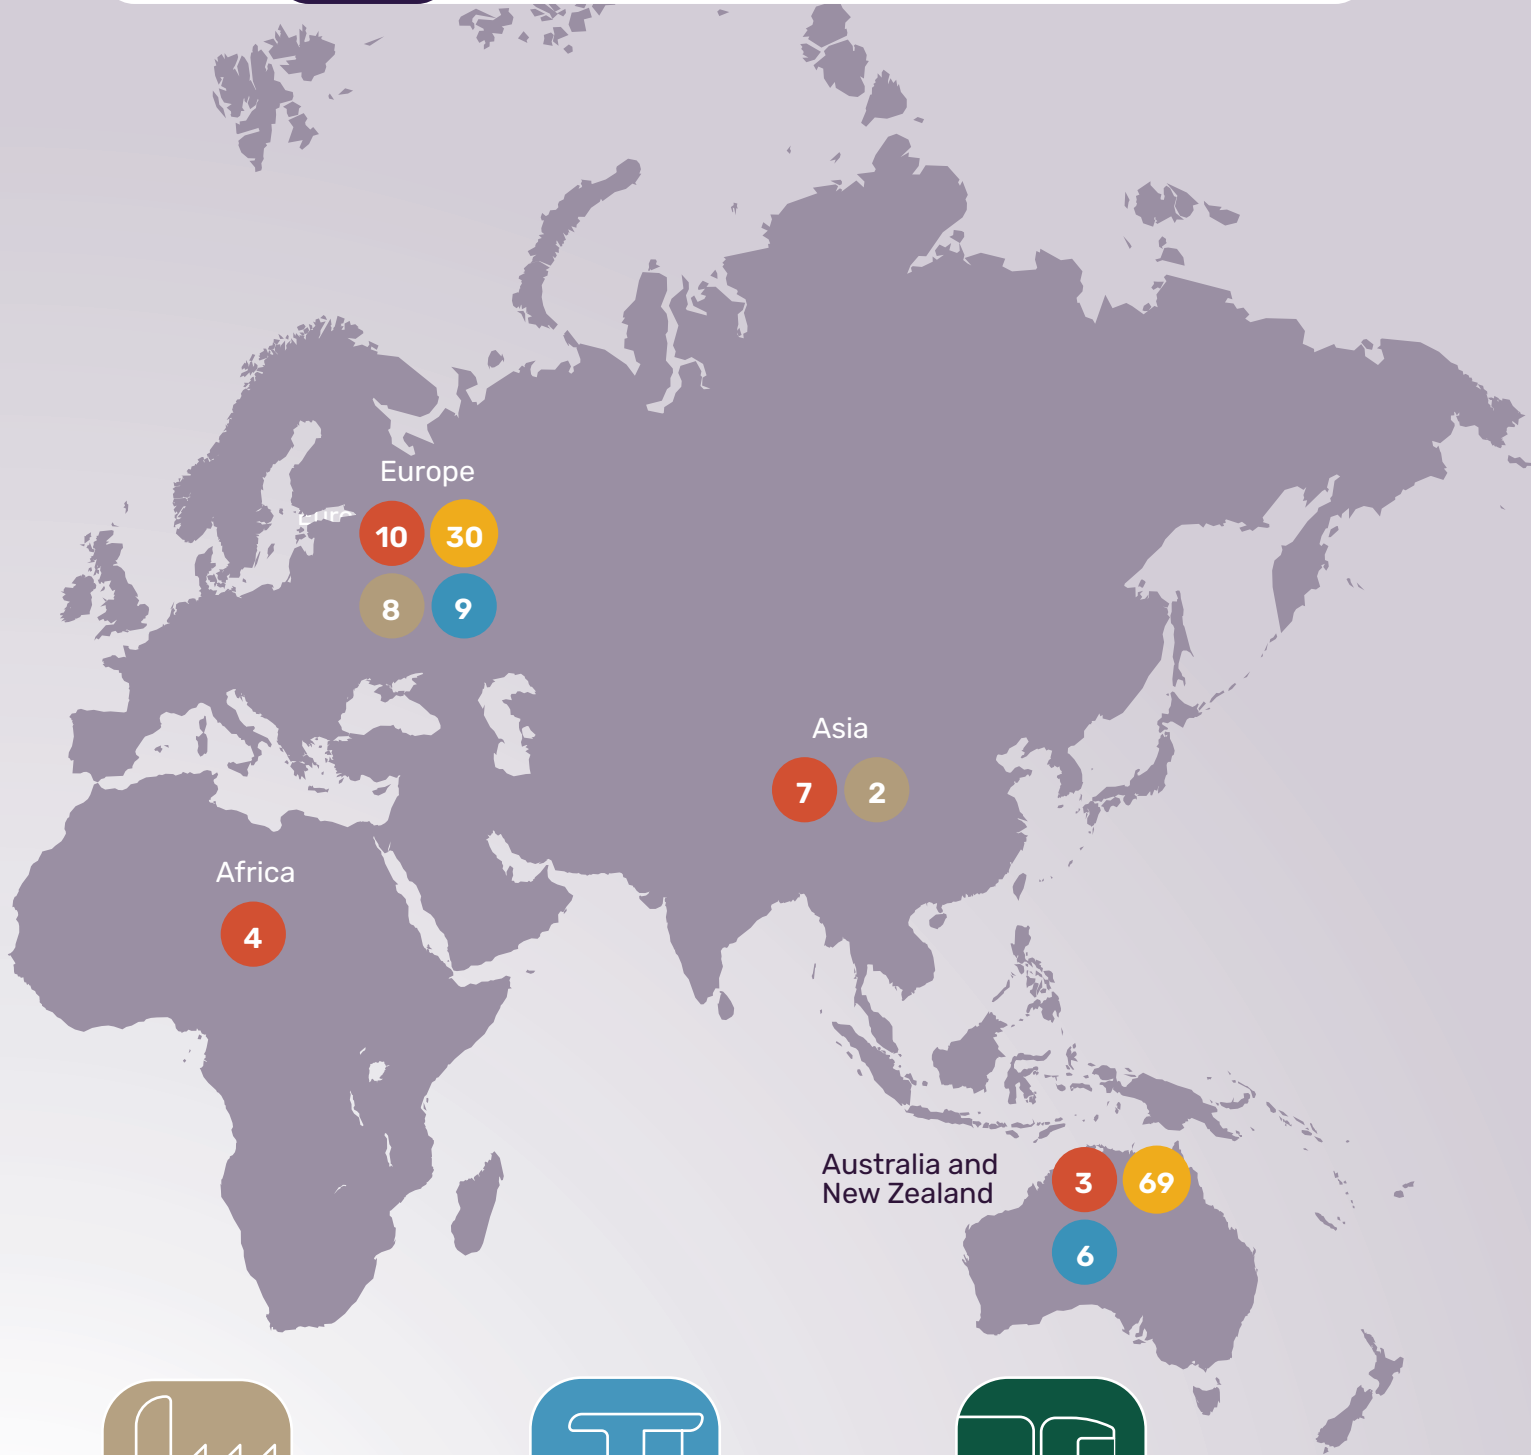 Europe
10 30
8 9
Asia
7 2
Africa
4
Australia and
New Zealand
3 69
6